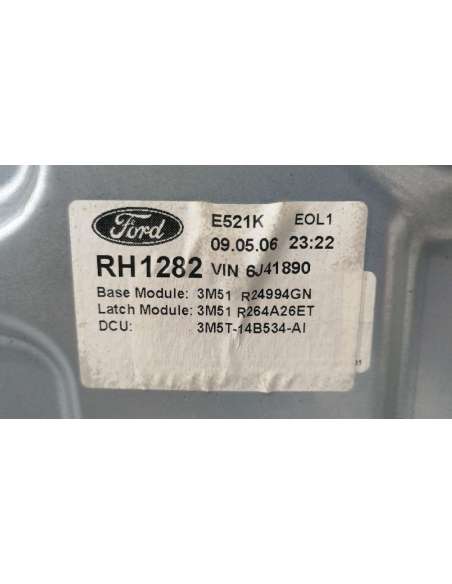 Ford E521K EOL1
09.05.06 23:22
RH1282 VIN 6J41890
Base Module: 3M51 R24994GN
Latch Module: 3M51 R264A26ET
DCU: 3M5T-14B534-AI